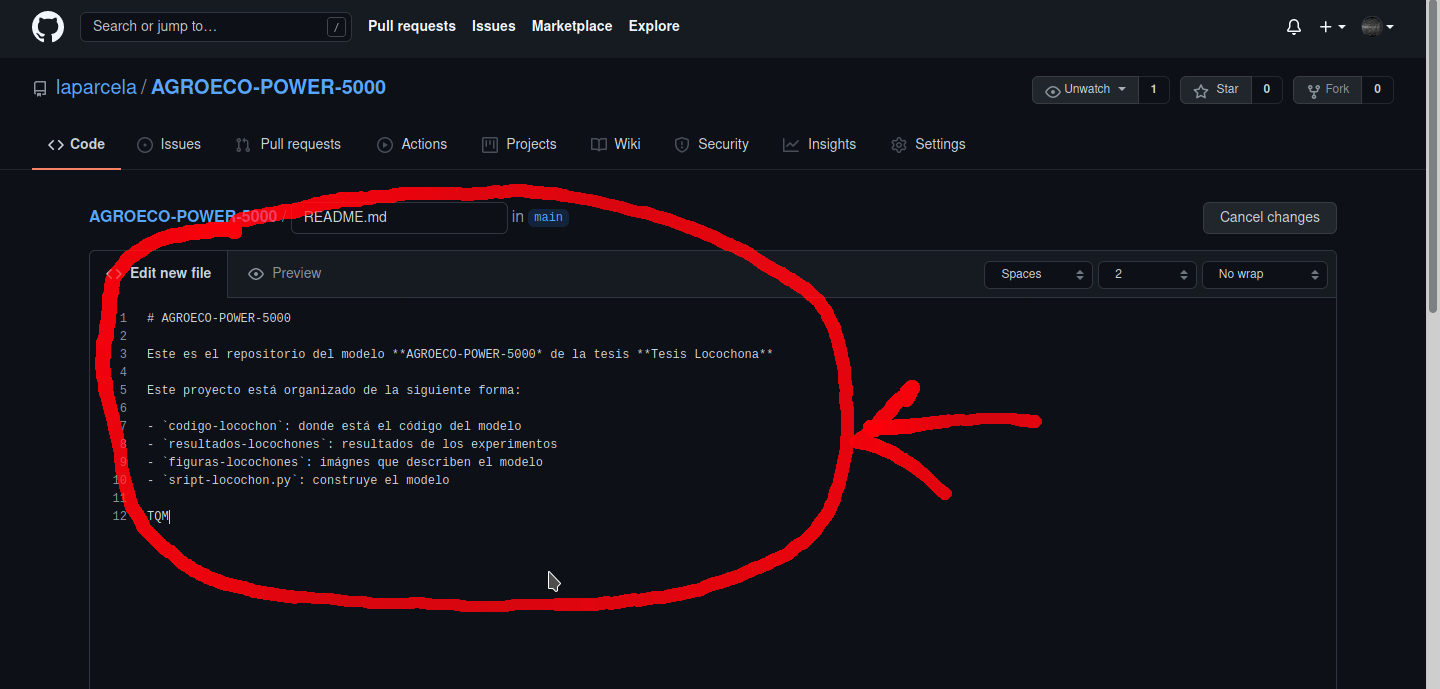 Search or jump to… /
Pull requests Issues Marketplace Explore
laparcela / AGROECO-POWER-5000
Unwatch 1 Star 0 Fork 0
Code Issues Pull requests Actions Projects Wiki Security Insights Settings
AGROECO-POWER-5000 / README.md in main
Cancel changes
<> Edit new file Preview
Spaces 2 No wrap
1 # AGROECO-POWER-5000
2
3 Este es el repositorio del modelo **AGROECO-POWER-5000* de la tesis **Tesis Locochona**
4
5 Este proyecto está organizado de la siguiente forma:
6
7 - `codigo-locochon`: donde está el código del modelo
8 - `resultados-locochones`: resultados de los experimentos
9 - `figuras-locochones`: imágnes que describen el modelo
10 - `sript-locochon.py`: construye el modelo
11
12 TQM